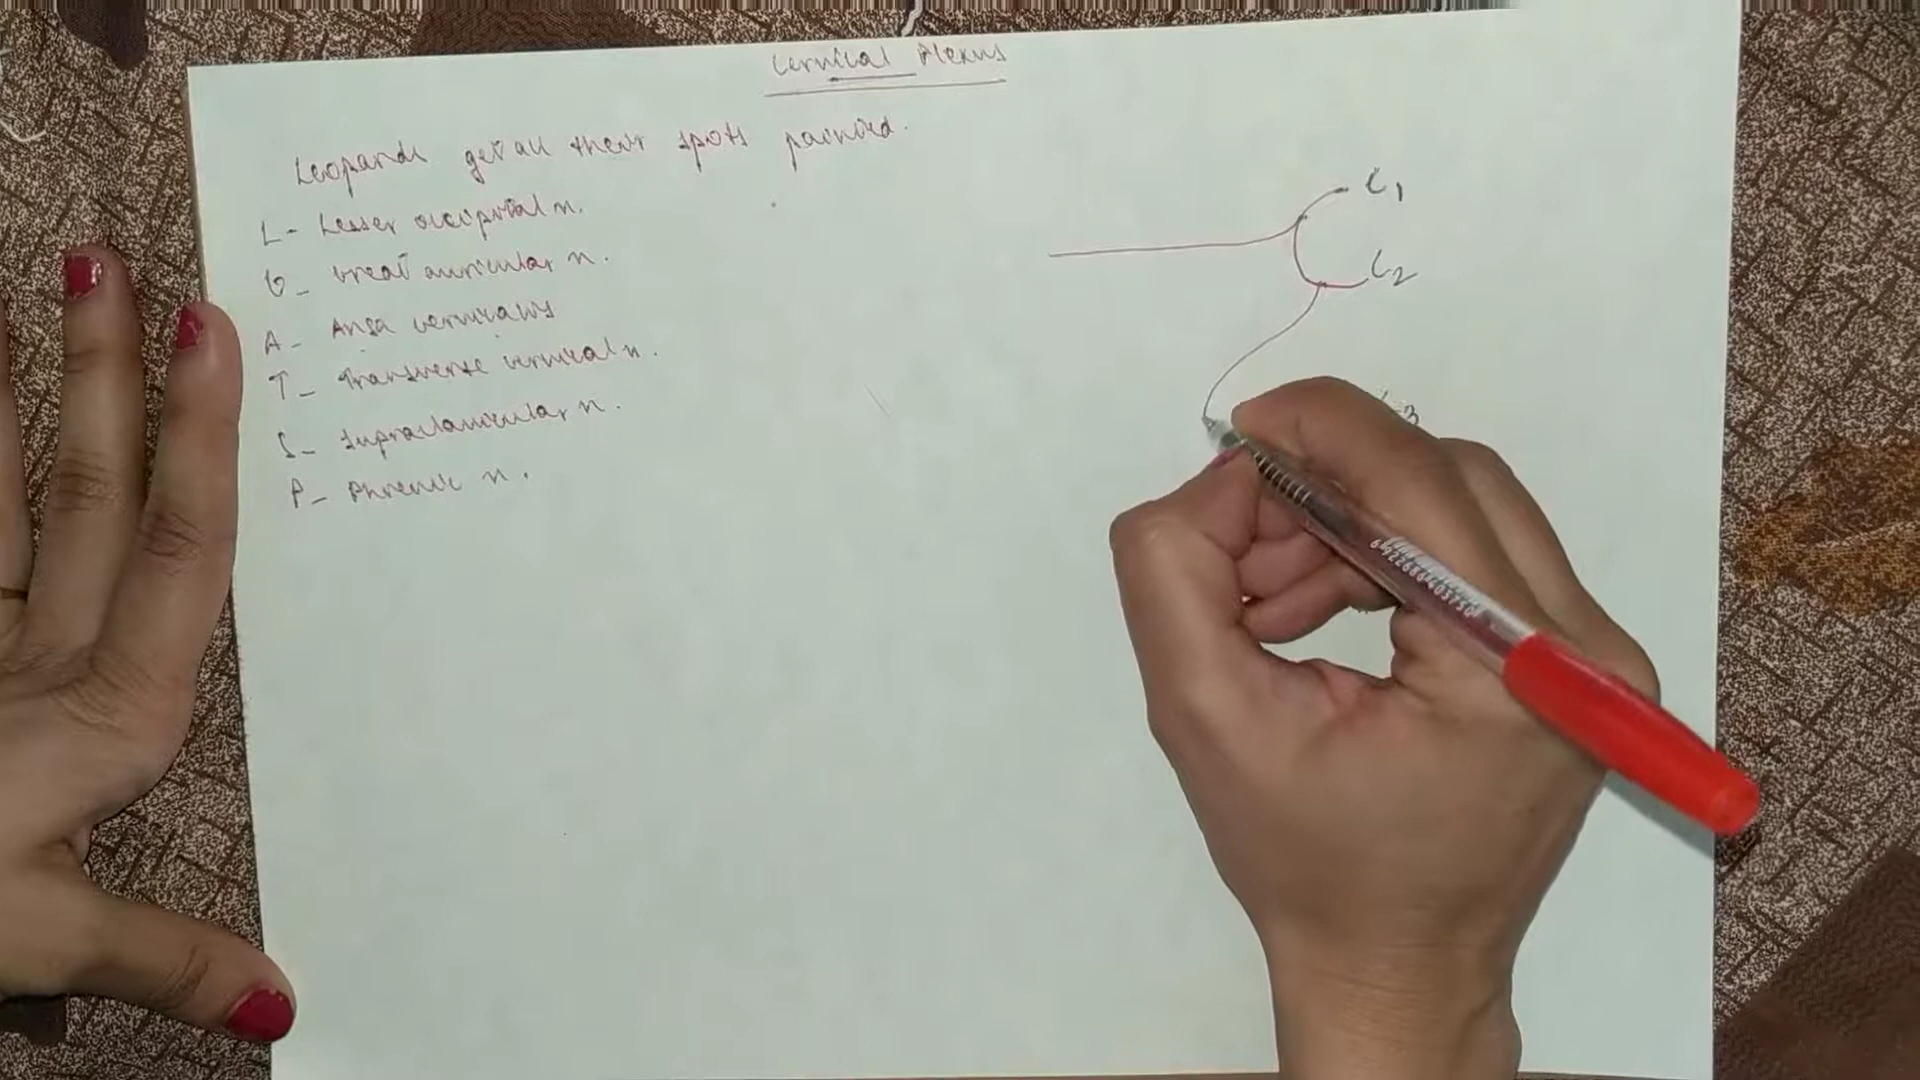 Cervical Plexus
Leopards get all their spots painted.
L- Lesser occipital n.
G- Great auricular n.
A- Ansa cervicalis
T- Transverse cervical n.
S- Supraclavicular n.
P- Phrenic n.
C1
C2
6922686403750